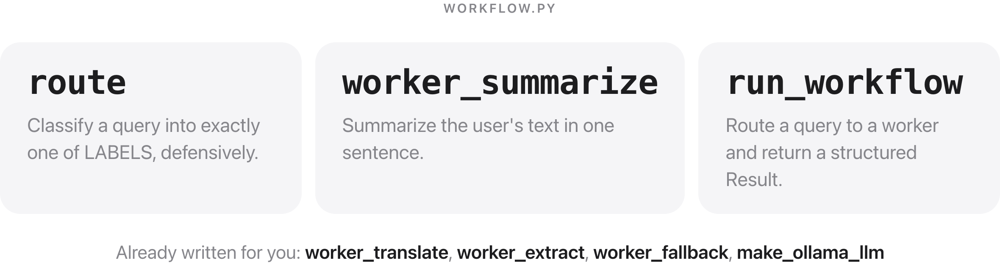 WORKFLOW.PY
route
Classify a query into exactly
one of LABELS, defensively.
worker_summarize
Summarize the user's text in one
sentence.
run_workflow
Route a query to a worker
and return a structured
Result.
Already written for you: worker_translate, worker_extract, worker_fallback, make_ollama_llm